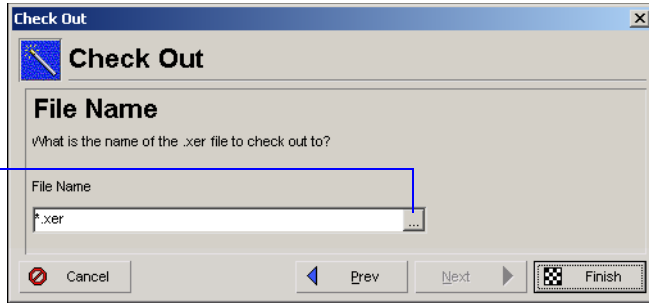 Check Out
Check Out
File Name
What is the name of the .xer file to check out to?
File Name
*.xer
...
Cancel
Prev
Next
Finish